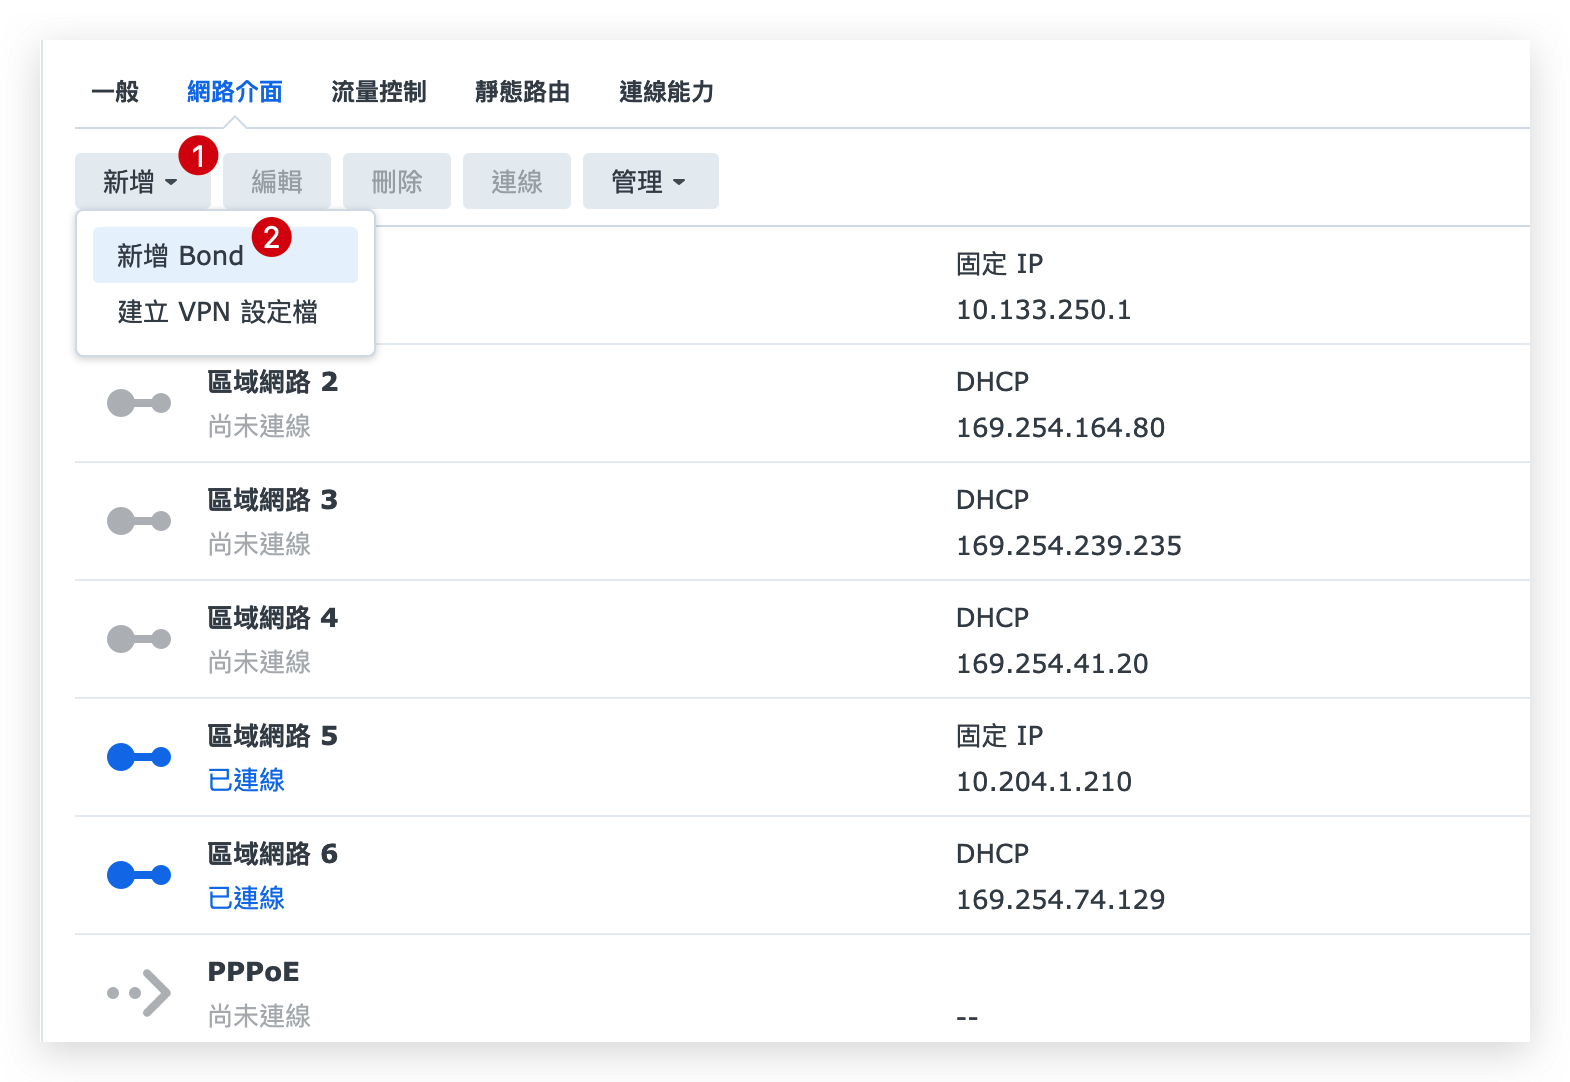 一般 網路介面 流量控制 靜態路由 連線能力
新增 1 編輯 刪除 連線 管理
新增 Bond 2
建立 VPN 設定檔
固定 IP
10.133.250.1
區域網路 2 DHCP
尚未連線 169.254.164.80
區域網路 3 DHCP
尚未連線 169.254.239.235
區域網路 4 DHCP
尚未連線 169.254.41.20
區域網路 5 固定 IP
已連線 10.204.1.210
區域網路 6 DHCP
已連線 169.254.74.129
PPPoE
尚未連線 --